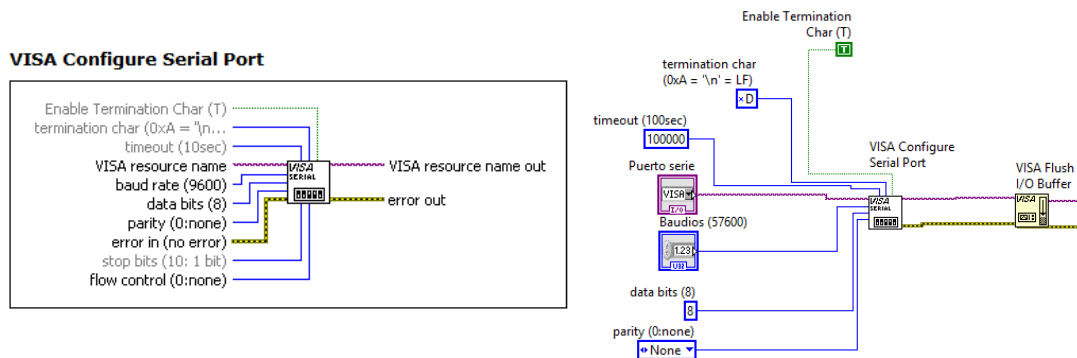 VISA Configure Serial Port
Enable Termination Char (T)
termination char (0xA = '\n...
timeout (10sec)
VISA resource name
baud rate (9600)
data bits (8)
parity (0:none)
error in (no error)
stop bits (10: 1 bit)
flow control (0:none)
VISA
SERIAL
VISA resource name out
error out
Enable Termination
Char (T)
T
termination char
(0xA = '\n' = LF)
×D
timeout (100sec)
100000
Puerto serie
VISA
I/O
Baudios (57600)
1.23
U32
data bits (8)
8
parity (0:none)
None
VISA Configure
Serial Port
VISA
SERIAL
VISA Flush
I/O Buffer
VISA